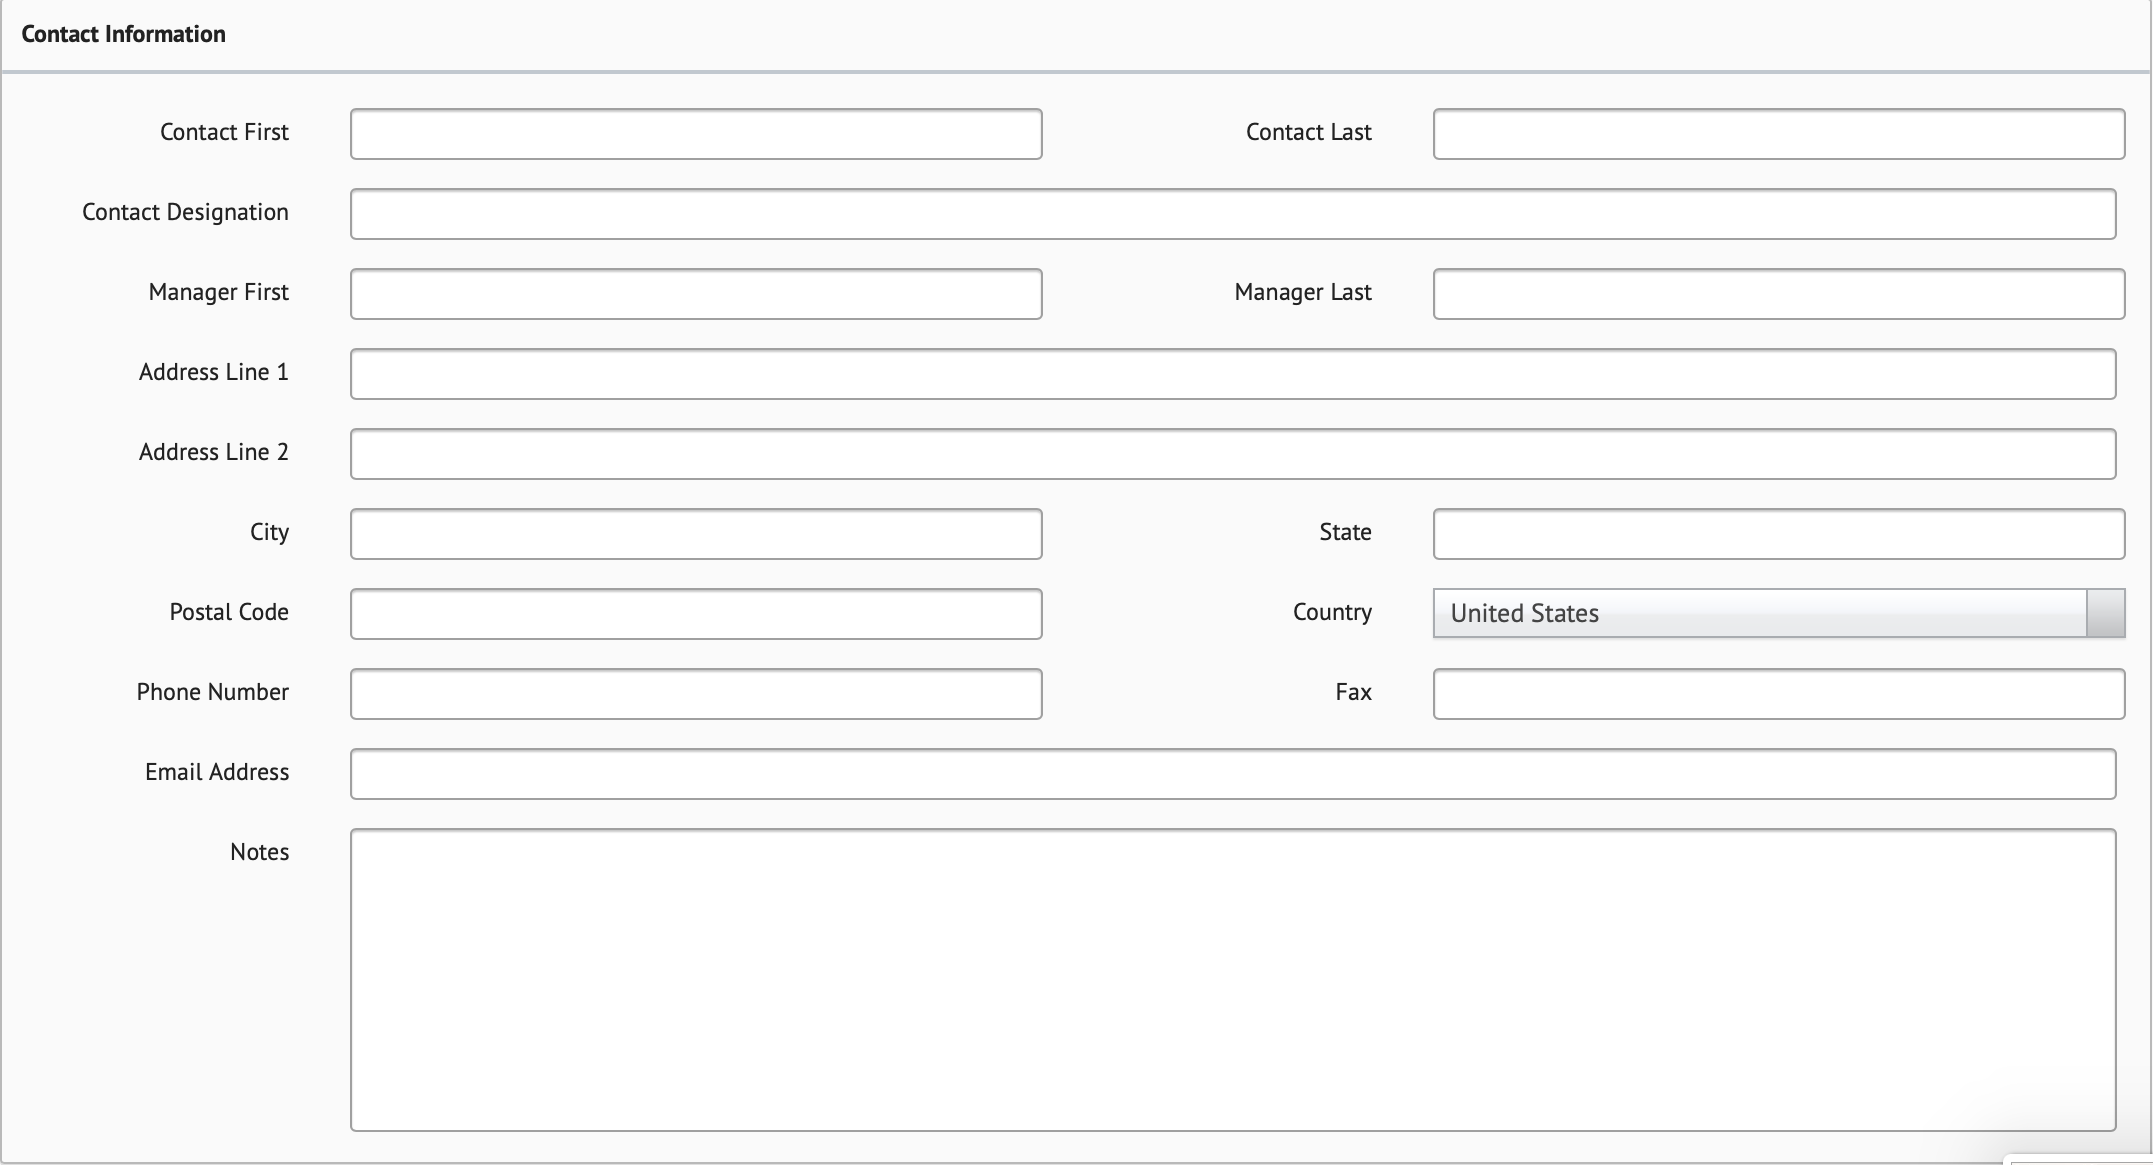 Contact Information
Contact First
Contact Last
Contact Designation
Manager First
Manager Last
Address Line 1
Address Line 2
City
State
Postal Code
Country
United States
Phone Number
Fax
Email Address
Notes